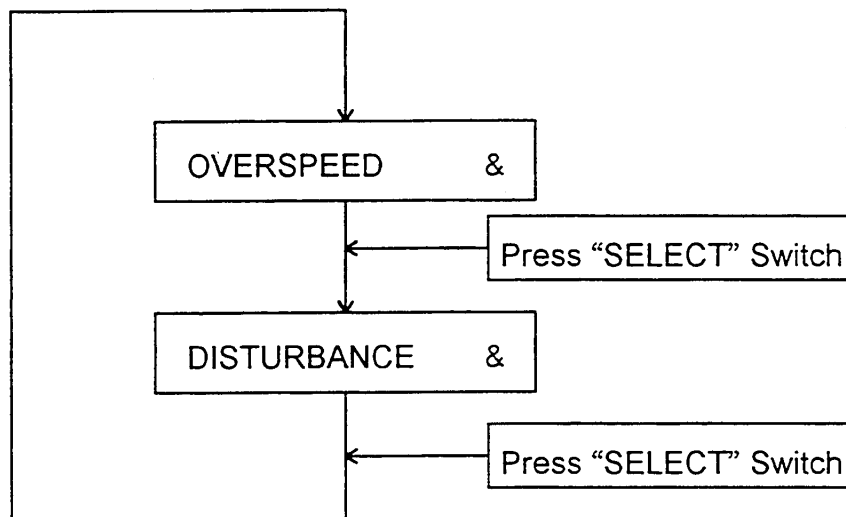 OVERSPEED &
Press “SELECT” Switch
DISTURBANCE &
Press “SELECT” Switch